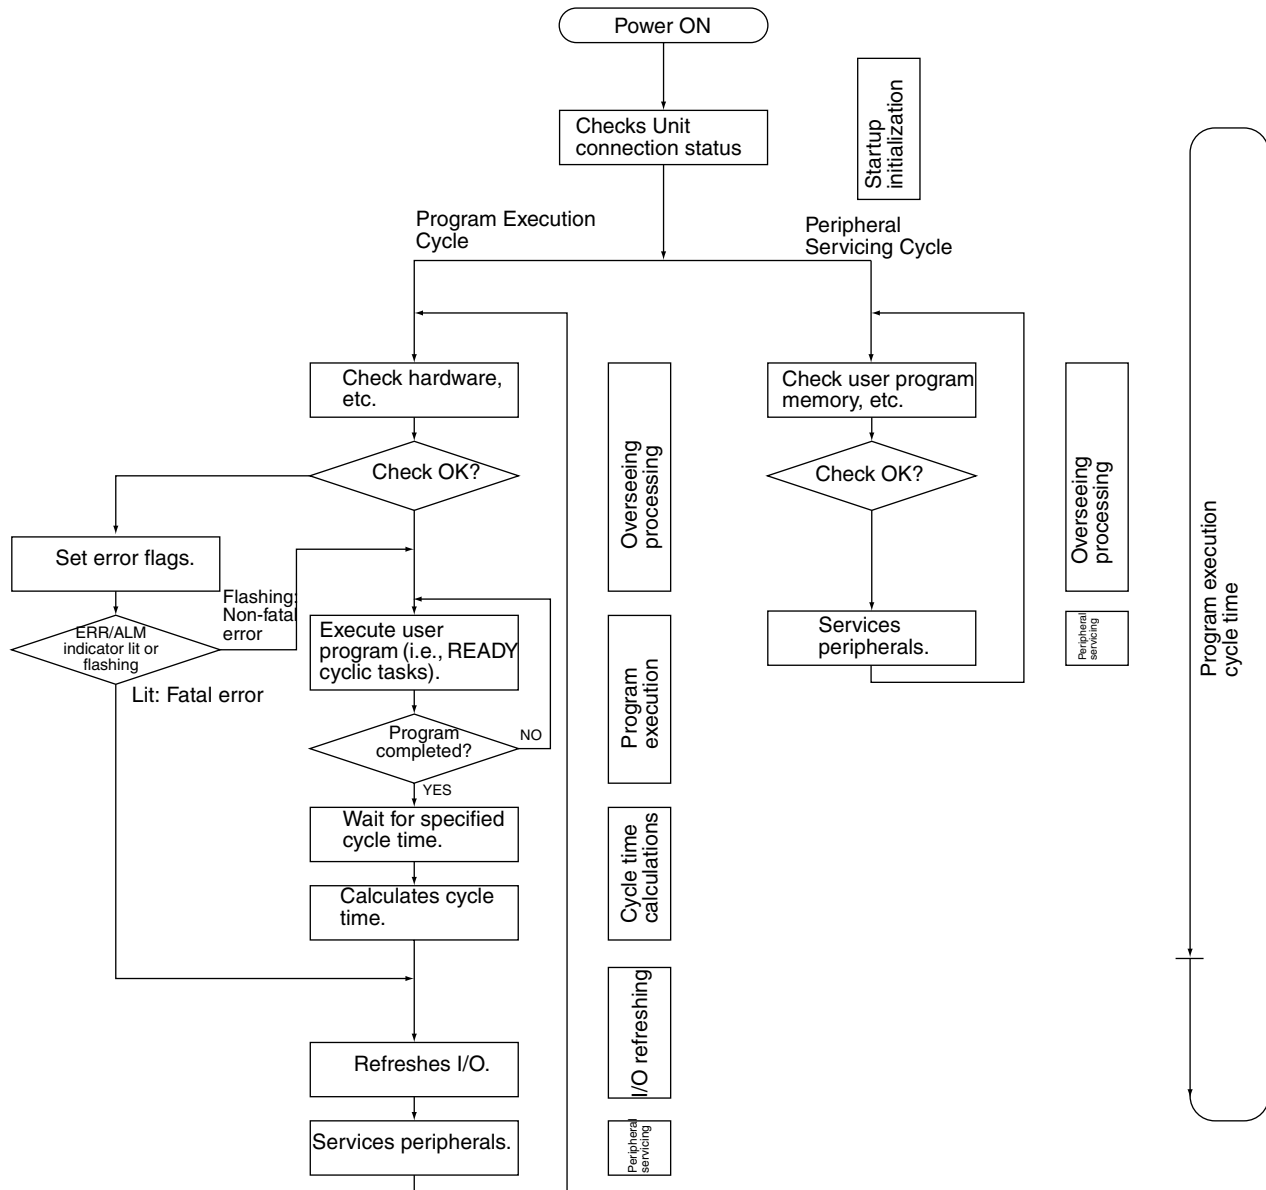 Power ON
Checks Unit
connection status
Startup
initialization
Program Execution
Cycle
Peripheral
Servicing Cycle
Check hardware,
etc.
Check OK?
Set error flags.
Flashing:
Non-fatal
error
ERR/ALM
indicator lit or
flashing
Lit: Fatal error
Execute user
program (i.e., READY
cyclic tasks).
Program
completed?
NO
YES
Wait for specified
cycle time.
Calculates cycle
time.
Refreshes I/O.
Services peripherals.
Overseeing
processing
Program
execution
Cycle time
calculations
I/O refreshing
Peripheral
servicing
Check user program
memory, etc.
Check OK?
Services
peripherals.
Overseeing
processing
Peripheral
servicing
Program execution
cycle time